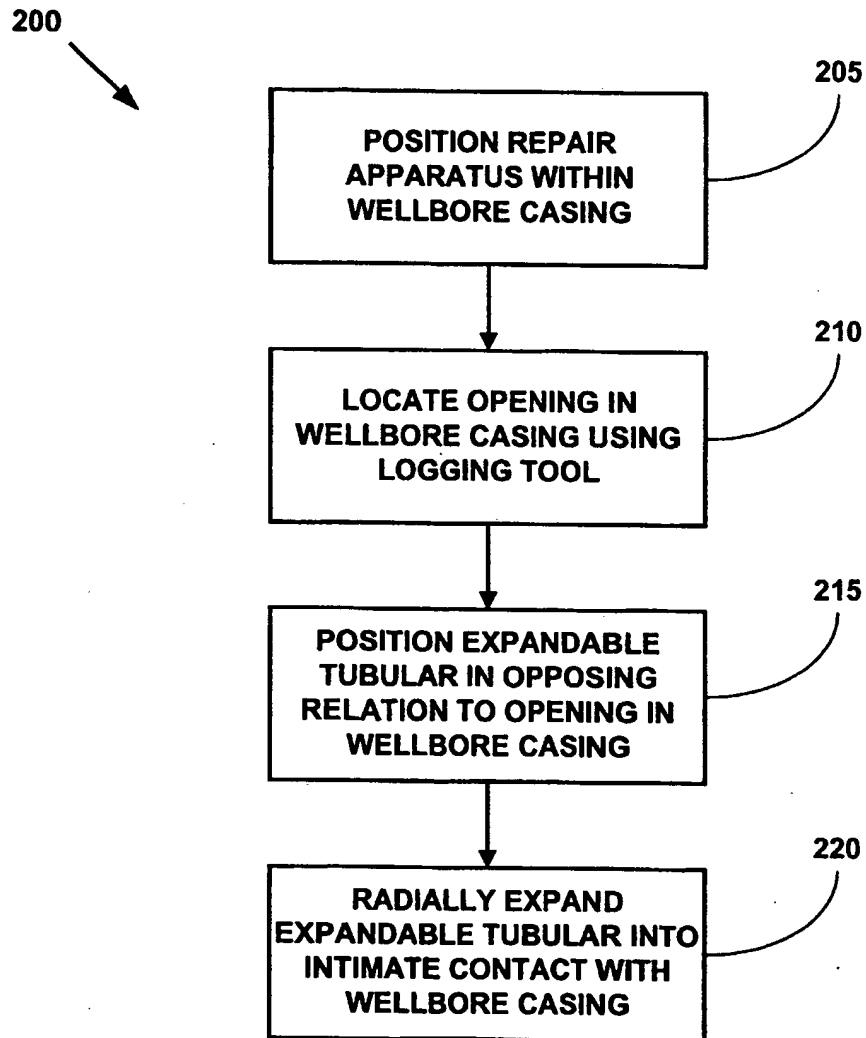 200
205
POSITION REPAIR
APPARATUS WITHIN
WELLBORE CASING
210
LOCATE OPENING IN
WELLBORE CASING USING
LOGGING TOOL
215
POSITION EXPANDABLE
TUBULAR IN OPPOSING
RELATION TO OPENING IN
WELLBORE CASING
220
RADIALLY EXPAND
EXPANDABLE TUBULAR INTO
INTIMATE CONTACT WITH
WELLBORE CASING